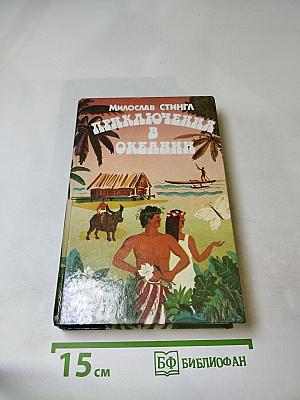 Милослав СТИНГЛ
ПРИКЛЮЧЕНИЯ
В
ОКЕАНИИ
15 см
БФ БИБЛИОФАН